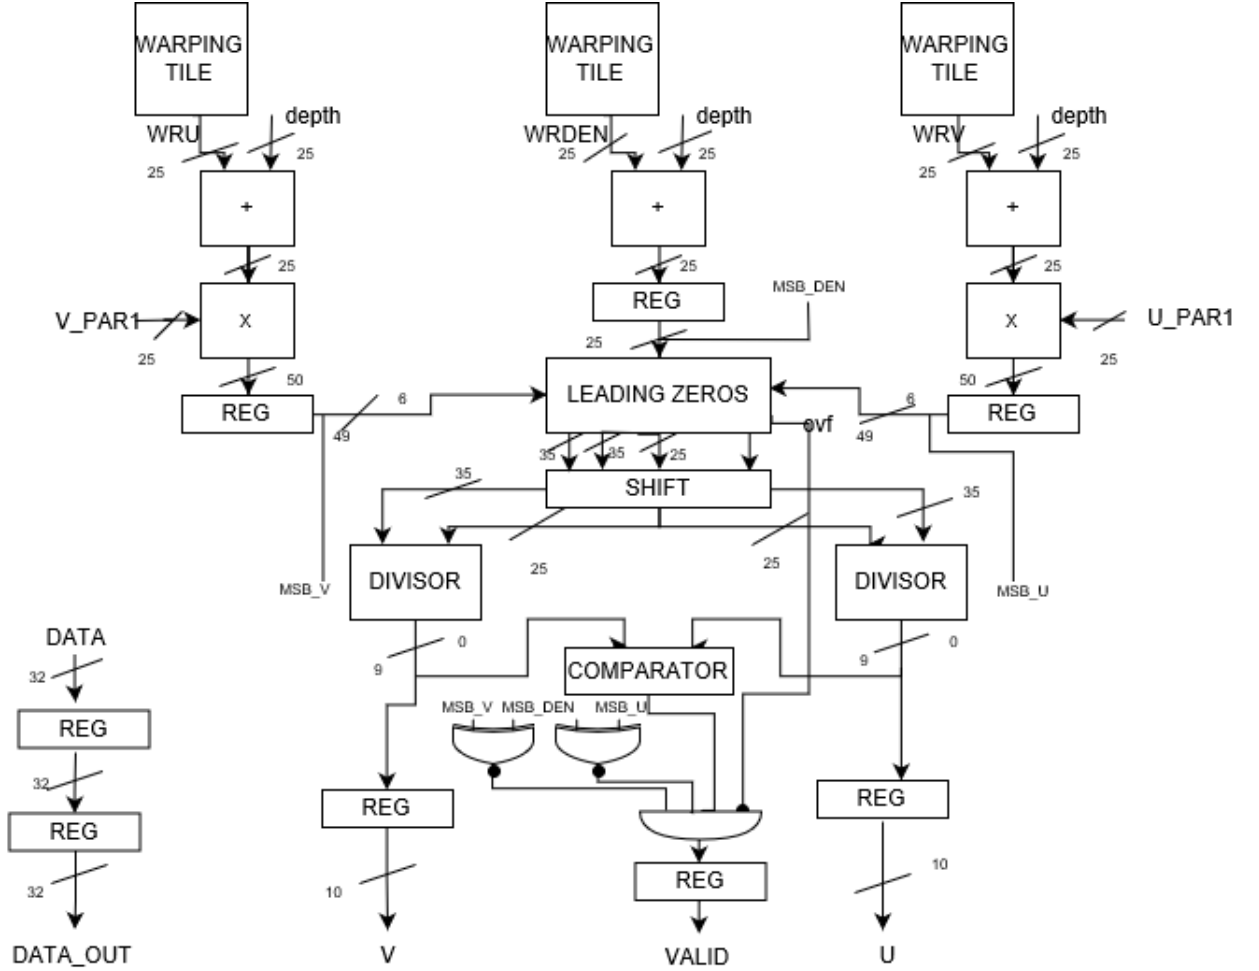 WARPING
TILE
WARPING
TILE
WARPING
TILE
WRU
depth
25
25
WRDEN
depth
25
25
WRV
depth
25
25
+
+
+
25
25
25
V_PAR1
25
X
REG
MSB_DEN
X
U_PAR1
25
50
25
50
REG
49
6
LEADING ZEROS
6
49
REG
ovf
35
35
25
35
SHIFT
35
25
25
MSB_V
DIVISOR
DIVISOR
MSB_U
9
0
COMPARATOR
9
0
MSB_V
MSB_DEN
MSB_U
DATA
32
REG
32
REG
32
DATA_OUT
REG
10
V
REG
VALID
REG
10
U